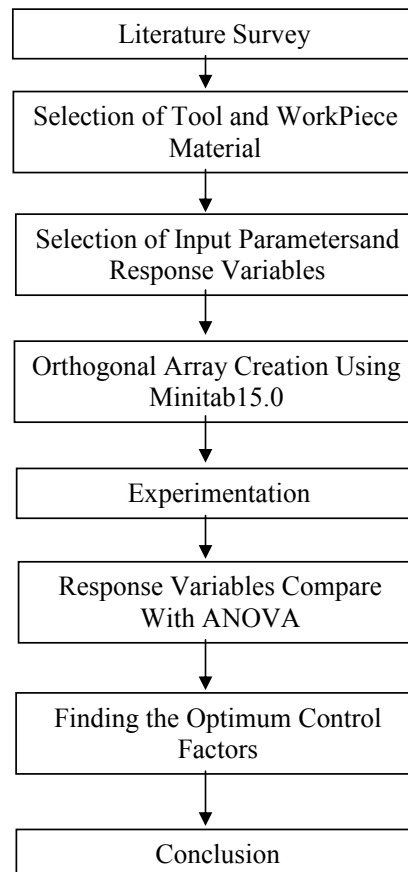 Literature Survey
Selection of Tool and WorkPiece
Material
Selection of Input Parametersand
Response Variables
Orthogonal Array Creation Using
Minitab15.0
Experimentation
Response Variables Compare
With ANOVA
Finding the Optimum Control
Factors
Conclusion